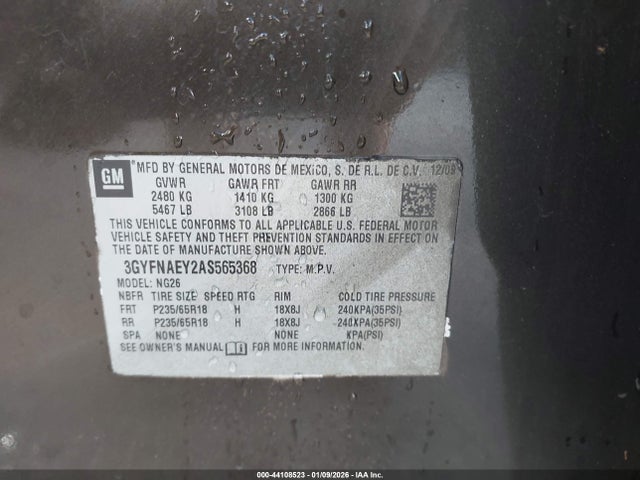 GM MFD BY GENERAL MOTORS DE MEXICO, S. DE R.L. DE C.V. 12/09
GVWR GAWR FRT GAWR RR
2480 KG 1410 KG 1300 KG
5467 LB 3108 LB 2866 LB
THIS VEHICLE CONFORMS TO ALL APPLICABLE U.S. FEDERAL MOTOR
VEHICLE SAFETY AND THEFT PREVENTION STANDARDS IN EFFECT ON
THE DATE OF MANUFACTURE SHOWN ABOVE.
3GYFNAEY2AS565368 TYPE: M.P.V.
MODEL: NG26
NBFR TIRE SIZE SPEED RTG RIM COLD TIRE PRESSURE
FRT P235/65R18 H 18X8J 240KPA(35PSI)
RR P235/65R18 H 18X8J 240KPA(35PSI)
SPA NONE NONE KPA(PSI)
SEE OWNER'S MANUAL FOR MORE INFORMATION.
000-44108523 - 01/09/2026 - IAA Inc.